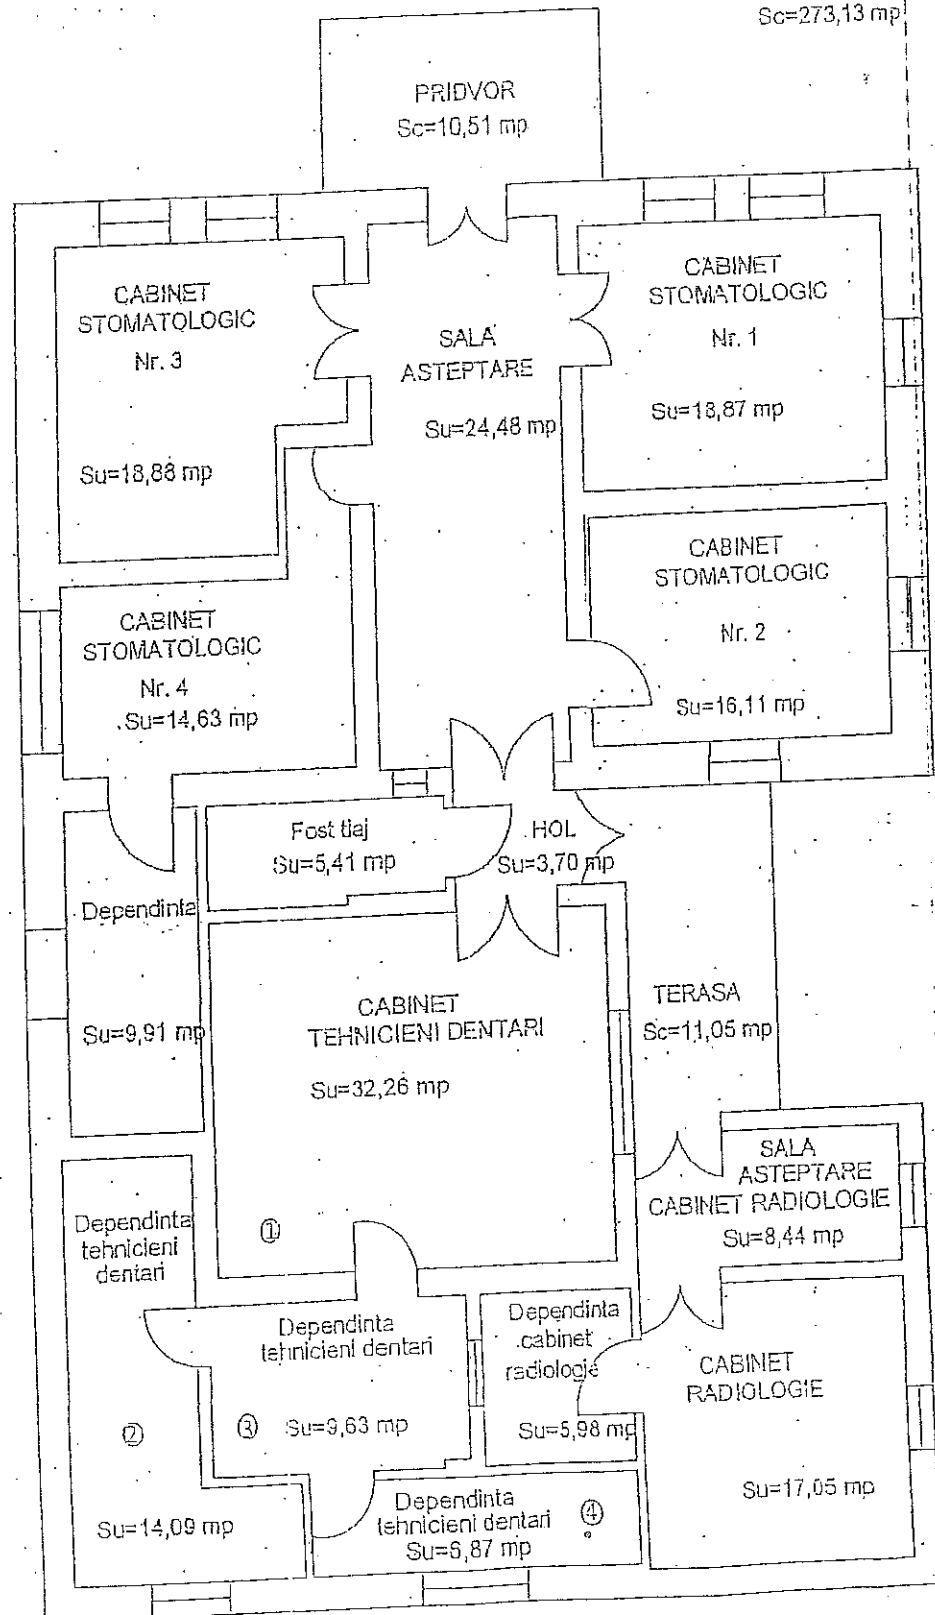 Sc=273,13 mp
PRIDVOR
Sc=10,51 mp
CABINET
STOMATOLOGIC
Nr. 3
Su=18,88 mp
SALA
ASTEPTARE
Su=24,48 mp
CABINET
STOMATOLOGIC
Nr. 1
Su=18,87 mp
CABINET
STOMATOLOGIC
Nr. 2
Su=16,11 mp
CABINET
STOMATOLOGIC
Nr. 4
Su=14,63 mp
Fost tiaj
Su=5,41 mp
HOL
Su=3,70 mp
Dependinta
Su=9,91 mp
CABINET
TEHNICIENI DENTARI
Su=32,26 mp
①
TERASA
Sc=11,05 mp
SALA
ASTEPTARE
CABINET RADIOLOGIE
Su=8,44 mp
Dependinta
tehnicieni
dentari
②
Su=14,09 mp
Dependinta
tehnicieni dentari
③ Su=9,63 mp
Dependinta
cabinet
radiologie
Su=5,98 mp
CABINET
RADIOLOGIE
Su=17,05 mp
Dependinta
tehnicieni dentari ④
Su=6,87 mp